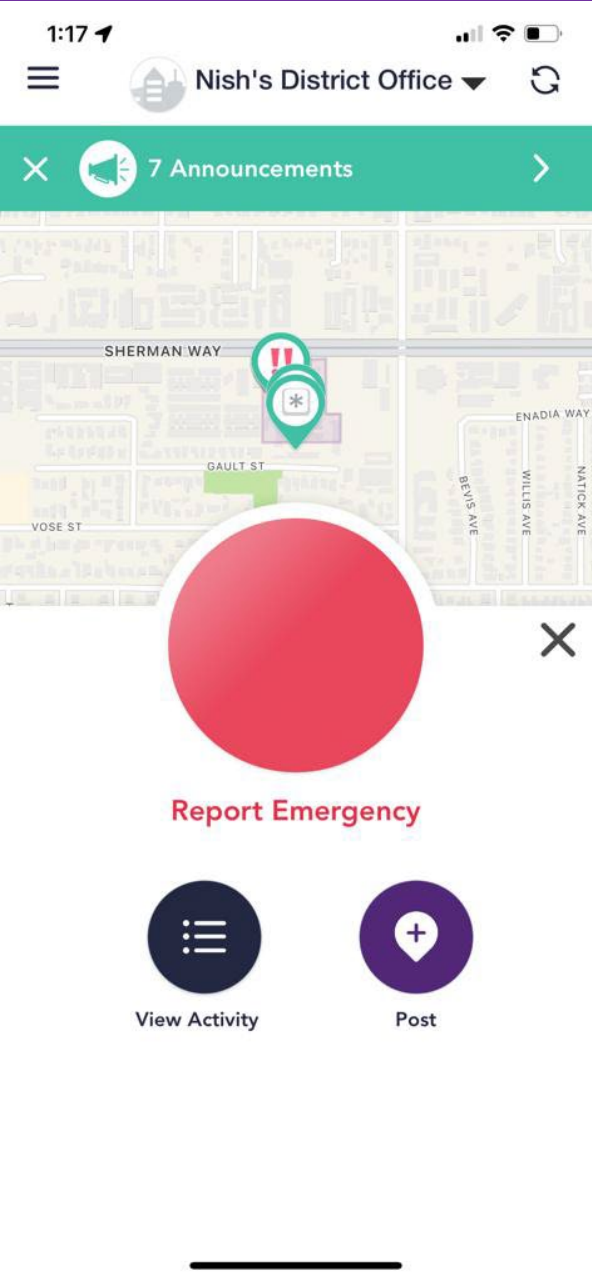 1:17
Nish's District Office
7 Announcements
SHERMAN WAY
!!
*
ENADIA WAY
GAULT ST
BEVIS AVE
WILLIS AVE
NATICK AVE
VOSE ST
Report Emergency
View Activity
Post